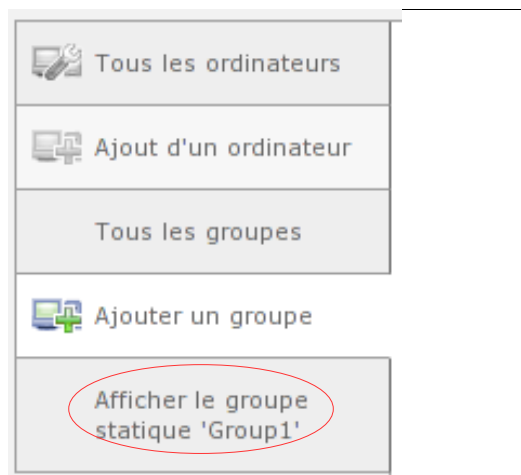 Tous les ordinateurs
Ajout d'un ordinateur
Tous les groupes
Ajouter un groupe
Afficher le groupe
statique 'Group1'